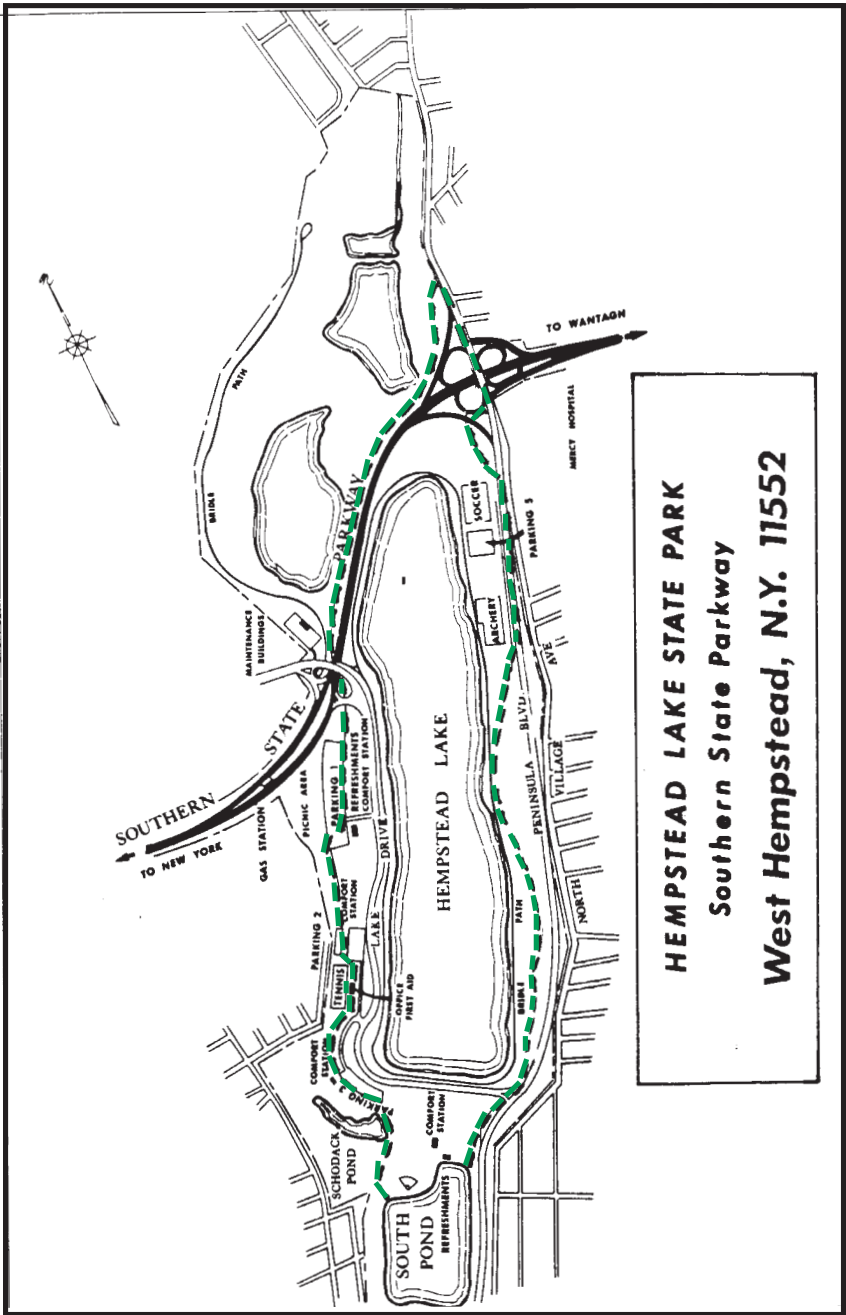 HEMPSTEAD LAKE STATE PARK
Southern State Parkway
West Hempstead, N.Y. 11552
N
TO WANTAGH
MERCY HOSPITAL
PATH
BRIDLE
PARKWAY
SOCCER
PARKING 5
ARCHERY
MAINTENANCE
BUILDINGS
STATE
SOUTHERN
TO NEW YORK
GAS STATION
PICNIC AREA
PARKING 1
REFRESHMENTS
COMFORT STATION
HEMPSTEAD LAKE
LAKE DRIVE
PENINSULA BLVD.
NORTH VILLAGE AVE
BRIDLE PATH
PARKING 2
COMFORT
STATION
TENNIS
OFFICE
FIRST AID
COMFORT
STATION
PARKING 3
SCHODACK
POND
COMFORT
STATION
SOUTH
POND
REFRESHMENTS